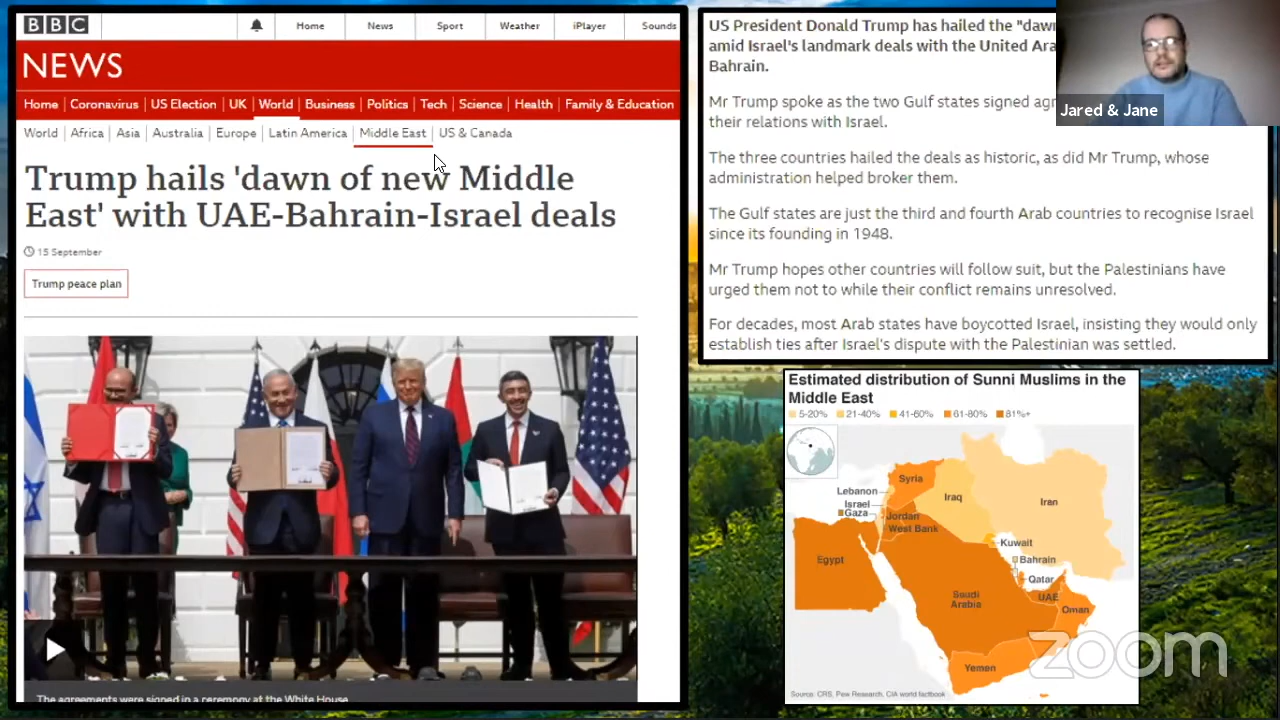 BBC
Home
News
Sport
Weather
iPlayer
Sounds
NEWS
Home
Coronavirus
US Election
UK
World
Business
Politics
Tech
Science
Health
Family & Education
World
Africa
Asia
Australia
Europe
Latin America
Middle East
US & Canada
Trump hails 'dawn of new Middle
East' with UAE-Bahrain-Israel deals
15 September
Trump peace plan
The agreements were signed in a ceremony at the White House
US President Donald Trump has hailed the "dawn
amid Israel's landmark deals with the United Ara
Bahrain.
Mr Trump spoke as the two Gulf states signed agr
their relations with Israel.
The three countries hailed the deals as historic, as did Mr Trump, whose
administration helped broker them.
The Gulf states are just the third and fourth Arab countries to recognise Israel
since its founding in 1948.
Mr Trump hopes other countries will follow suit, but the Palestinians have
urged them not to while their conflict remains unresolved.
For decades, most Arab states have boycotted Israel, insisting they would only
establish ties after Israel's dispute with the Palestinian was settled.
Jared & Jane
Estimated distribution of Sunni Muslims in the
Middle East
5-20%
21-40%
41-60%
61-80%
81%+
Syria
Lebanon
Iraq
Iran
Israel
Gaza
Jordan
West Bank
Kuwait
Egypt
Bahrain
Qatar
Saudi
Arabia
UAE
Oman
Yemen
Source: CRS, Pew Research, CIA world factbook
zoom